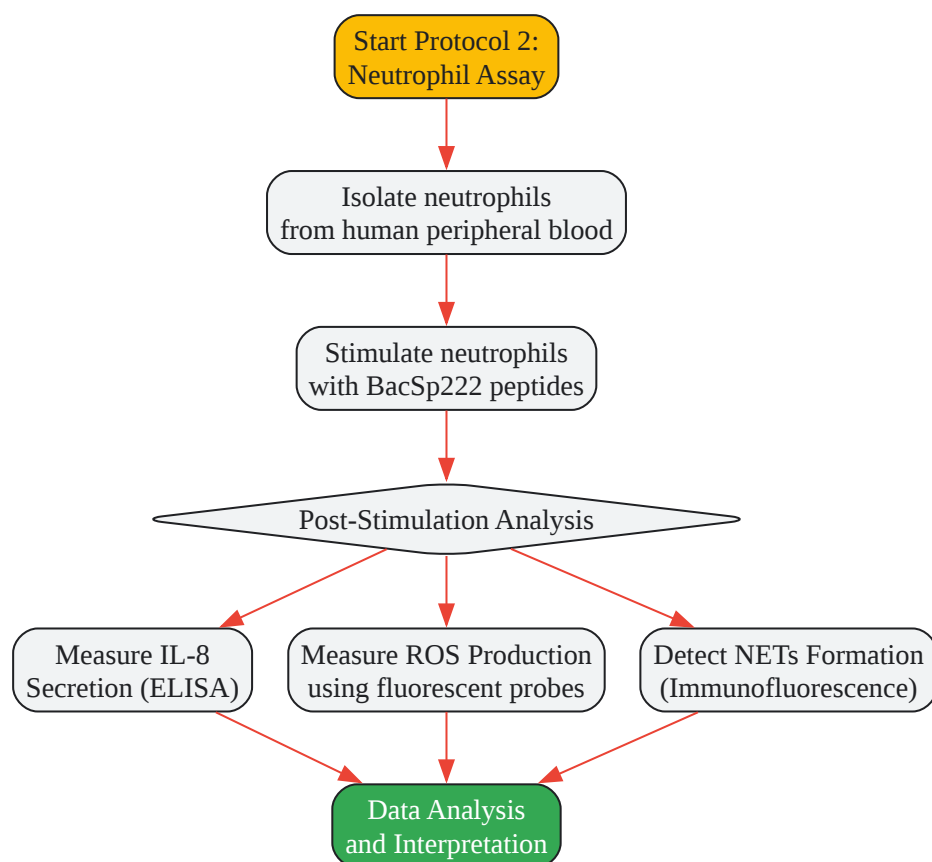 Start Protocol 2:
Neutrophil Assay
Isolate neutrophils
from human peripheral blood
Stimulate neutrophils
with BacSp222 peptides
Post-Stimulation Analysis
Measure IL-8
Secretion (ELISA)
Measure ROS Production
using fluorescent probes
Detect NETs Formation
(Immunofluorescence)
Data Analysis
and Interpretation